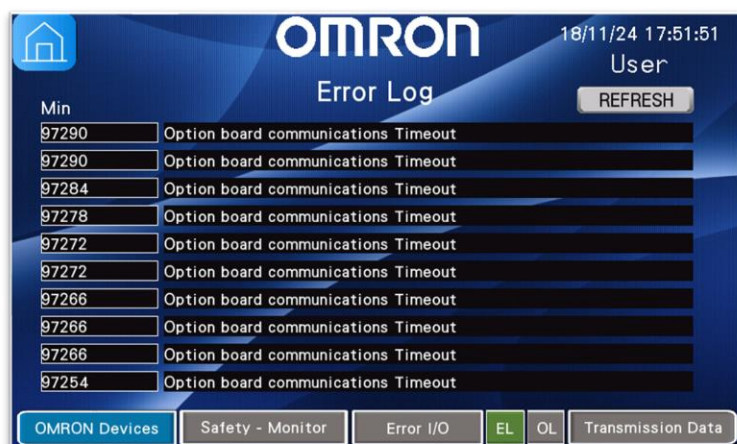 OMRON
18/11/24 17:51:51
User
Error Log
REFRESH
Min
97290 Option board communications Timeout
97290 Option board communications Timeout
97284 Option board communications Timeout
97278 Option board communications Timeout
97272 Option board communications Timeout
97272 Option board communications Timeout
97266 Option board communications Timeout
97266 Option board communications Timeout
97266 Option board communications Timeout
97254 Option board communications Timeout
OMRON Devices Safety - Monitor Error I/O EL OL Transmission Data